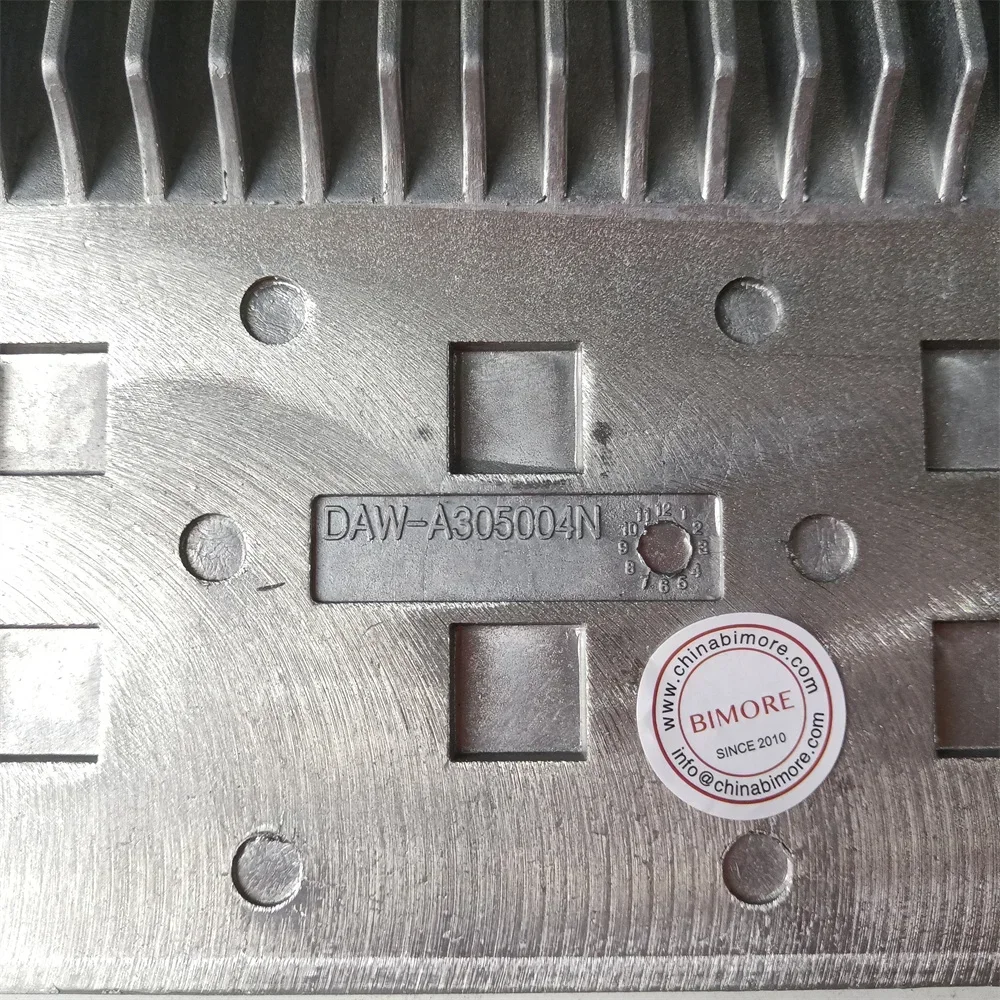 DAW-A305004N
11 12 1
10 2
9 3
8 4
7 6 5
www.chinabimore.com
BIMORE
SINCE 2010
info@chinabimore.com